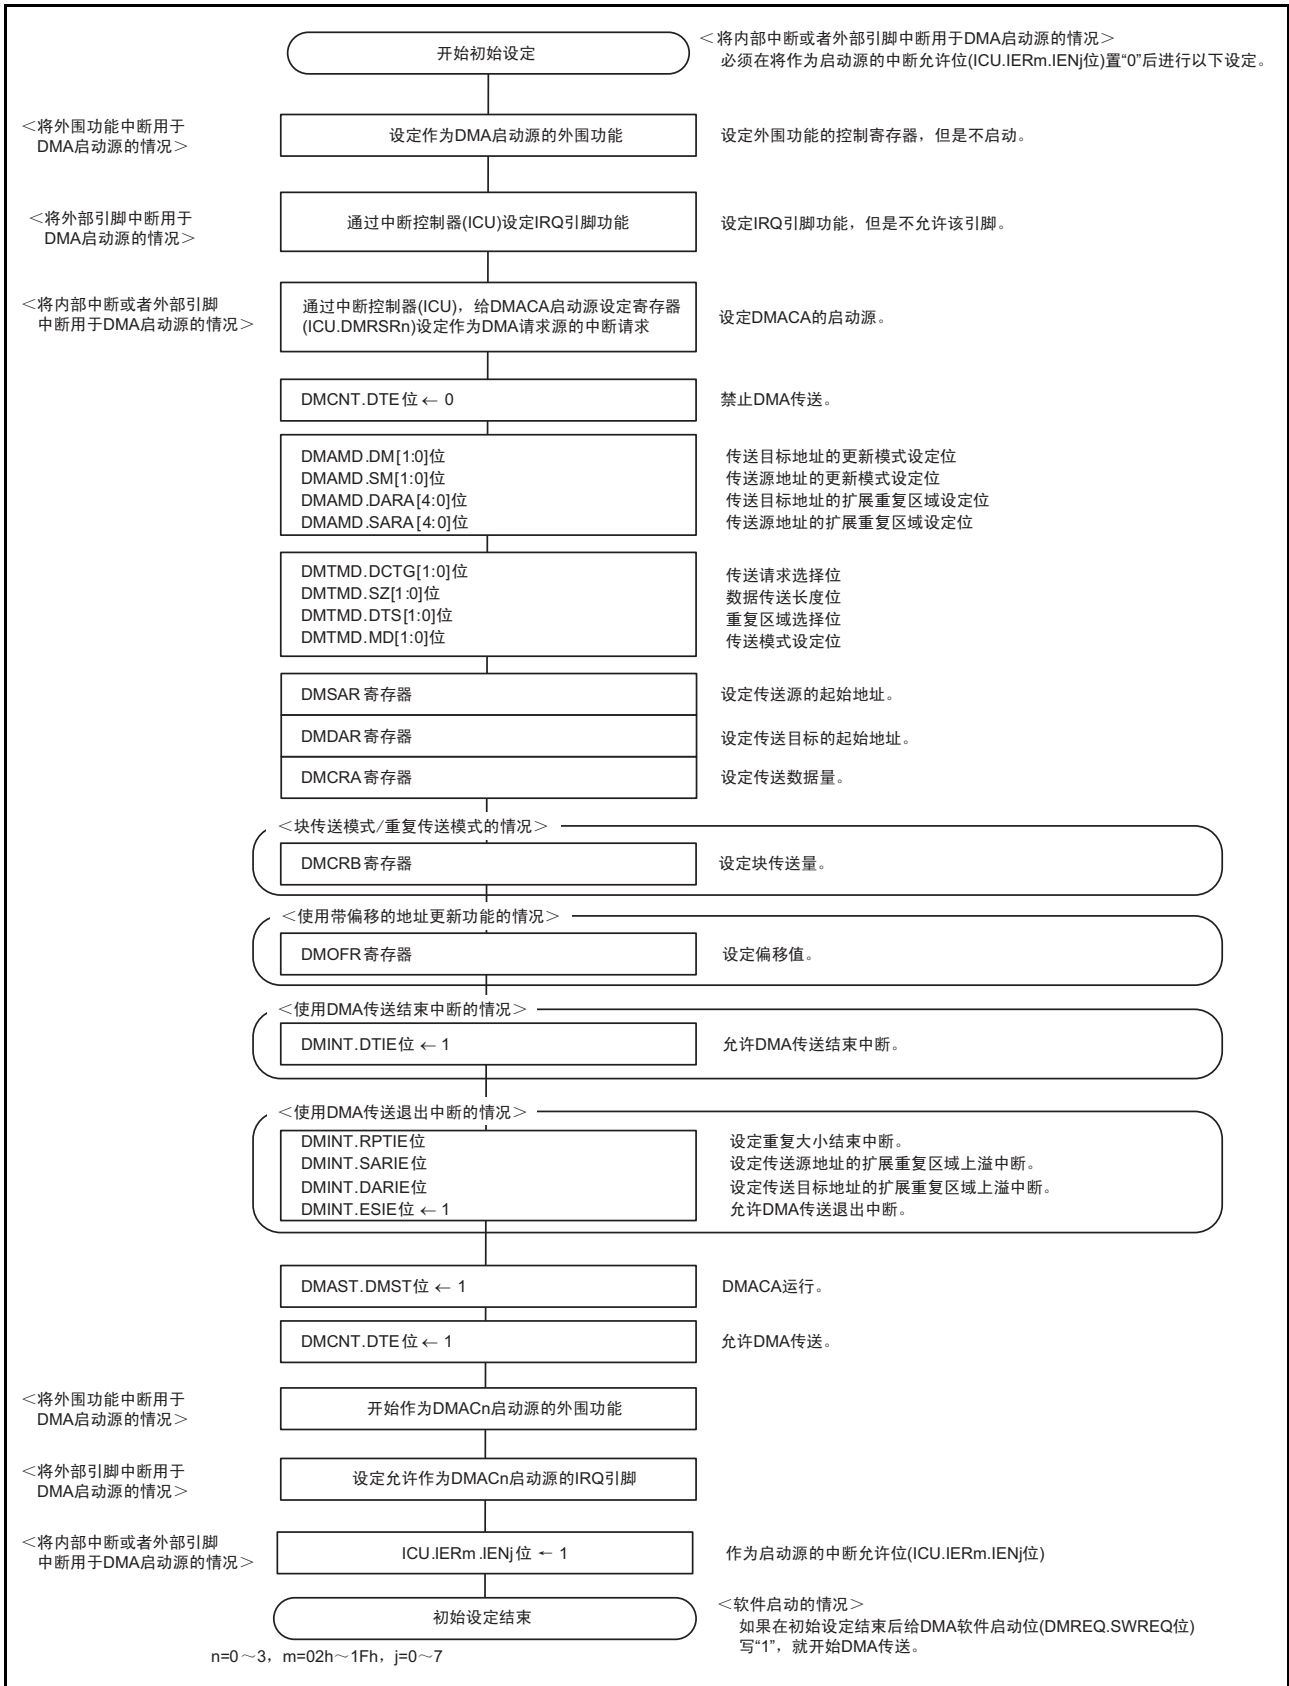 开始初始设定
＜将内部中断或者外部引脚中断用于DMA启动源的情况＞
必须在将作为启动源的中断允许位(ICU.IERm.IENj位)置“0”后进行以下设定。
＜将外围功能中断用于
DMA启动源的情况＞
设定作为DMA启动源的外围功能
设定外围功能的控制寄存器，但是不启动。
＜将外部引脚中断用于
DMA启动源的情况＞
通过中断控制器(ICU)设定IRQ引脚功能
设定IRQ引脚功能，但是不允许该引脚。
＜将内部中断或者外部引脚
中断用于DMA启动源的情况＞
通过中断控制器(ICU)，给DMACA启动源设定寄存器
(ICU.DMRSRn)设定作为DMA请求源的中断请求
设定DMACA的启动源。
DMCNT.DTE位 ← 0
禁止DMA传送。
DMAMD.DM[1:0]位
传送目标地址的更新模式设定位
DMAMD.SM[1:0]位
传送源地址的更新模式设定位
DMAMD.DARA[4:0]位
传送目标地址的扩展重复区域设定位
DMAMD.SARA[4:0]位
传送源地址的扩展重复区域设定位
DMTMD.DCTG[1:0]位
传送请求选择位
DMTMD.SZ[1:0]位
数据传送长度位
DMTMD.DTS[1:0]位
重复区域选择位
DMTMD.MD[1:0]位
传送模式设定位
DMSAR寄存器
设定传送源的起始地址。
DMDAR寄存器
设定传送目标的起始地址。
DMCRA寄存器
设定传送数据量。
＜块传送模式/重复传送模式的情况＞
DMCRB寄存器
设定块传送量。
＜使用带偏移的地址更新功能的情况＞
DMOFR寄存器
设定偏移值。
＜使用DMA传送结束中断的情况＞
DMINT.DTIE位 ← 1
允许DMA传送结束中断。
＜使用DMA传送退出中断的情况＞
DMINT.RPTIE位
设定重复大小结束中断。
DMINT.SARIE位
设定传送源地址的扩展重复区域上溢中断。
DMINT.DARIE位
设定传送目标地址的扩展重复区域上溢中断。
DMINT.ESIE位 ← 1
允许DMA传送退出中断。
DMAST.DMST位 ← 1
DMACA运行。
DMCNT.DTE位 ← 1
允许DMA传送。
＜将外围功能中断用于
DMA启动源的情况＞
开始作为DMACn启动源的外围功能
＜将外部引脚中断用于
DMA启动源的情况＞
设定允许作为DMACn启动源的IRQ引脚
＜将内部中断或者外部引脚
中断用于DMA启动源的情况＞
ICU.IERm.IENj位 ← 1
作为启动源的中断允许位(ICU.IERm.IENj位)
初始设定结束
＜软件启动的情况＞
如果在初始设定结束后给DMA软件启动位(DMREQ.SWREQ位)
写“1”，就开始DMA传送。
n=0～3，m=02h～1Fh，j=0～7